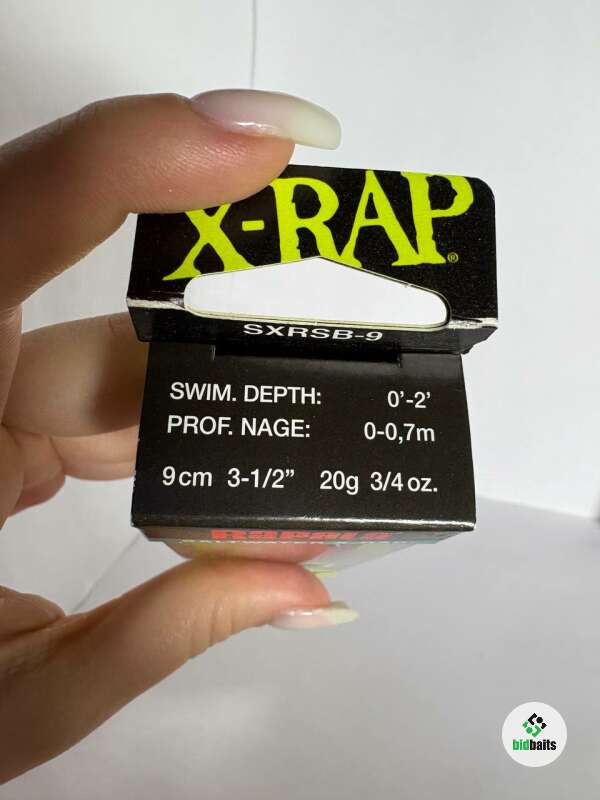 X-RAP®
SXRSB-9
SWIM. DEPTH: 0'-2'
PROF. NAGE: 0-0,7m
9cm 3-1/2” 20g 3/4 oz.
Rapala
bidbaits